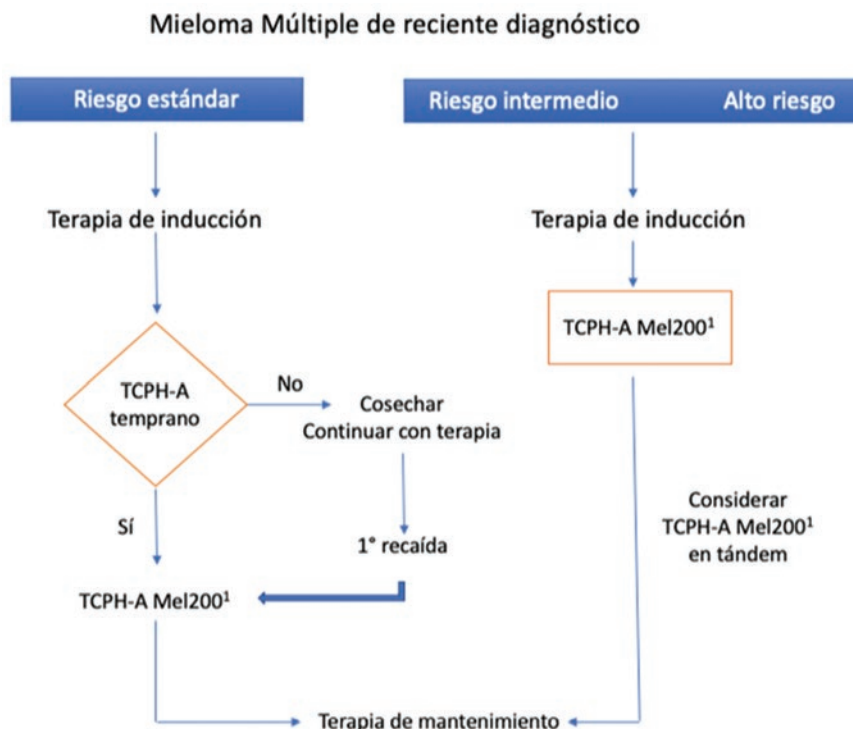 Mieloma Múltiple de reciente diagnóstico
Riesgo estándar
Riesgo intermedio
Alto riesgo
Terapia de inducción
Terapia de inducción
TCPH-A Mel200¹
TCPH-A
temprano
No
Cosechar
Continuar con terapia
Sí
1° recaída
Considerar
TCPH-A Mel200¹
en tándem
TCPH-A Mel200¹
Terapia de mantenimiento